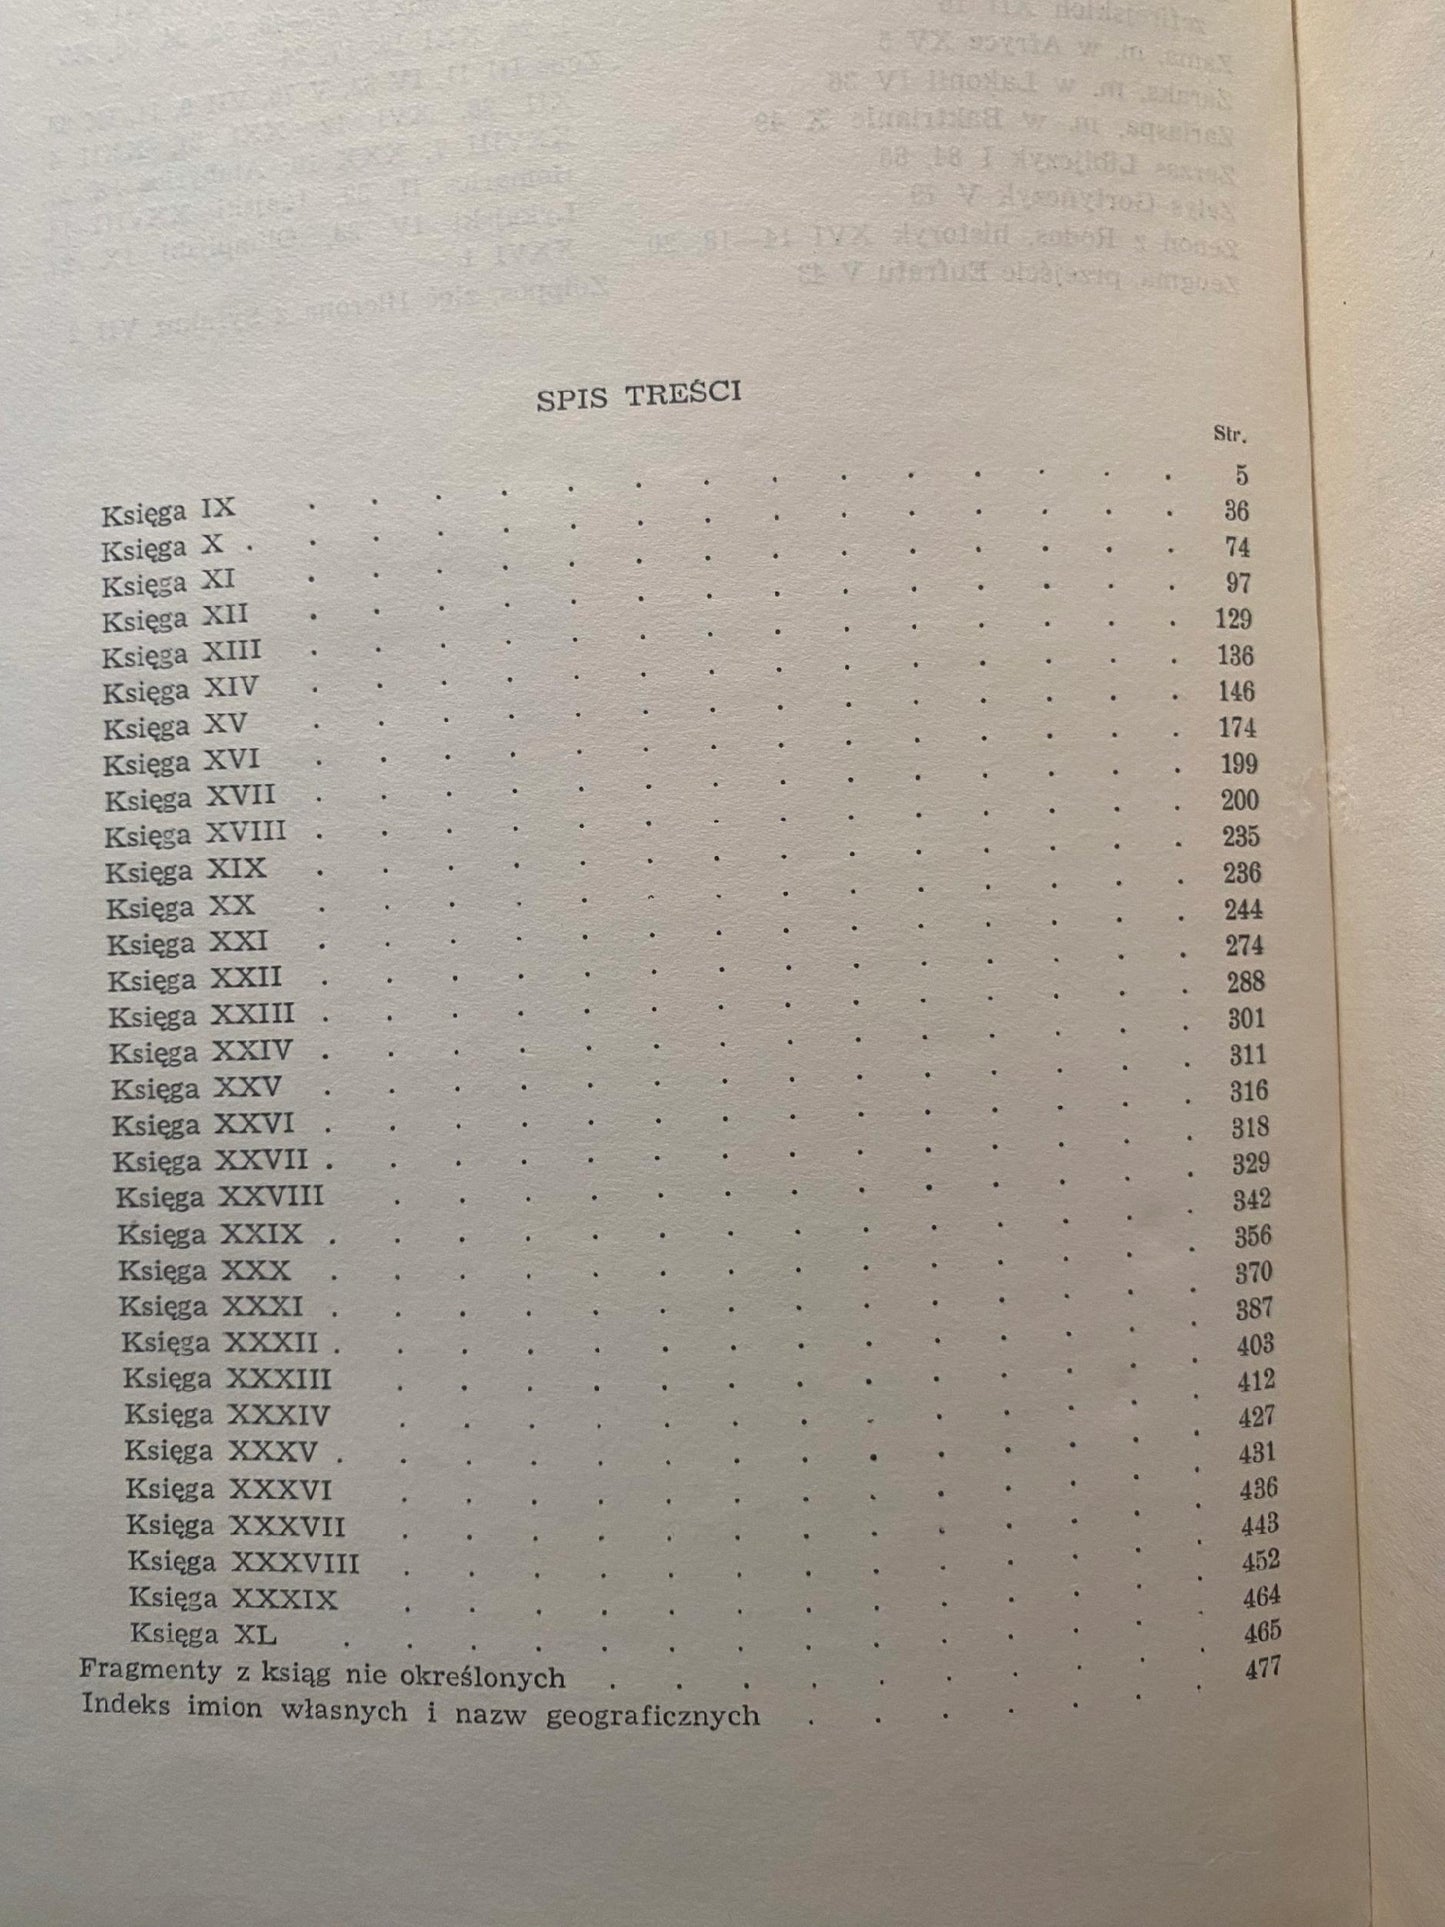 SPIS TREŚCI
Str.
Księga IX . . . . . . . . . . . . . . 5
Księga X . . . . . . . . . . . . . . . 36
Księga XI . . . . . . . . . . . . . . 74
Księga XII . . . . . . . . . . . . . . 97
Księga XIII . . . . . . . . . . . . . . 129
Księga XIV . . . . . . . . . . . . . . 136
Księga XV . . . . . . . . . . . . . . 146
Księga XVI . . . . . . . . . . . . . . 174
Księga XVII . . . . . . . . . . . . . . 199
Księga XVIII . . . . . . . . . . . . . . 200
Księga XIX . . . . . . . . . . . . . . 235
Księga XX . . . . . . . . . . . . . . 236
Księga XXI . . . . . . . . . . . . . . 244
Księga XXII . . . . . . . . . . . . . . 274
Księga XXIII . . . . . . . . . . . . . . 288
Księga XXIV . . . . . . . . . . . . . . 301
Księga XXV . . . . . . . . . . . . . . 311
Księga XXVI . . . . . . . . . . . . . . 316
Księga XXVII . . . . . . . . . . . . . . 318
Księga XXVIII . . . . . . . . . . . . . 329
Księga XXIX . . . . . . . . . . . . . . 342
Księga XXX . . . . . . . . . . . . . . 356
Księga XXXI . . . . . . . . . . . . . . 370
Księga XXXII . . . . . . . . . . . . . . 387
Księga XXXIII . . . . . . . . . . . . . 403
Księga XXXIV . . . . . . . . . . . . . 412
Księga XXXV . . . . . . . . . . . . . . 427
Księga XXXVI . . . . . . . . . . . . . 431
Księga XXXVII . . . . . . . . . . . . . 436
Księga XXXVIII . . . . . . . . . . . . . 443
Księga XXXIX . . . . . . . . . . . . . 452
Księga XL . . . . . . . . . . . . . . 464
Fragmenty z ksiąg nie określonych . . . . . . . . . . 465
Indeks imion własnych i nazw geograficznych . . . . . . . 477